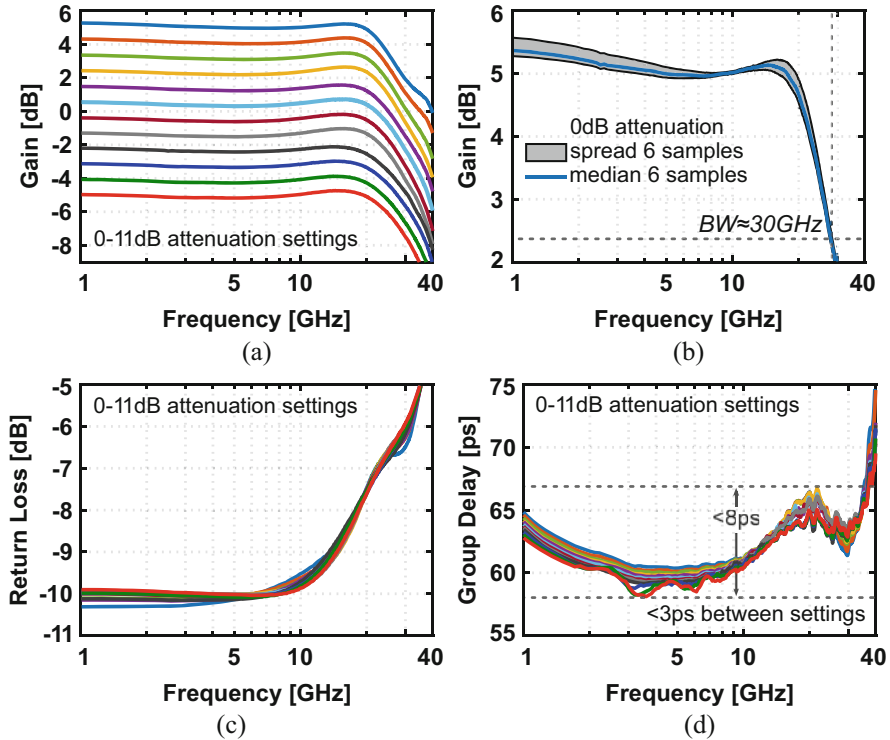 6
4
2
0
-2
-4
-6
-8
Gain [dB]
0-11dB attenuation settings
1
5
10
40
Frequency [GHz]
(a)
6
5
4
3
2
Gain [dB]
0dB attenuation
spread 6 samples
median 6 samples
BW≈30GHz
1
10
40
Frequency [GHz]
(b)
-5
-6
-7
-8
-9
-10
-11
Return Loss [dB]
0-11dB attenuation settings
1
5
10
40
Frequency [GHz]
(c)
75
70
65
60
55
Group Delay [ps]
0-11dB attenuation settings
<8ps
<3ps between settings
1
10
40
Frequency [GHz]
(d)